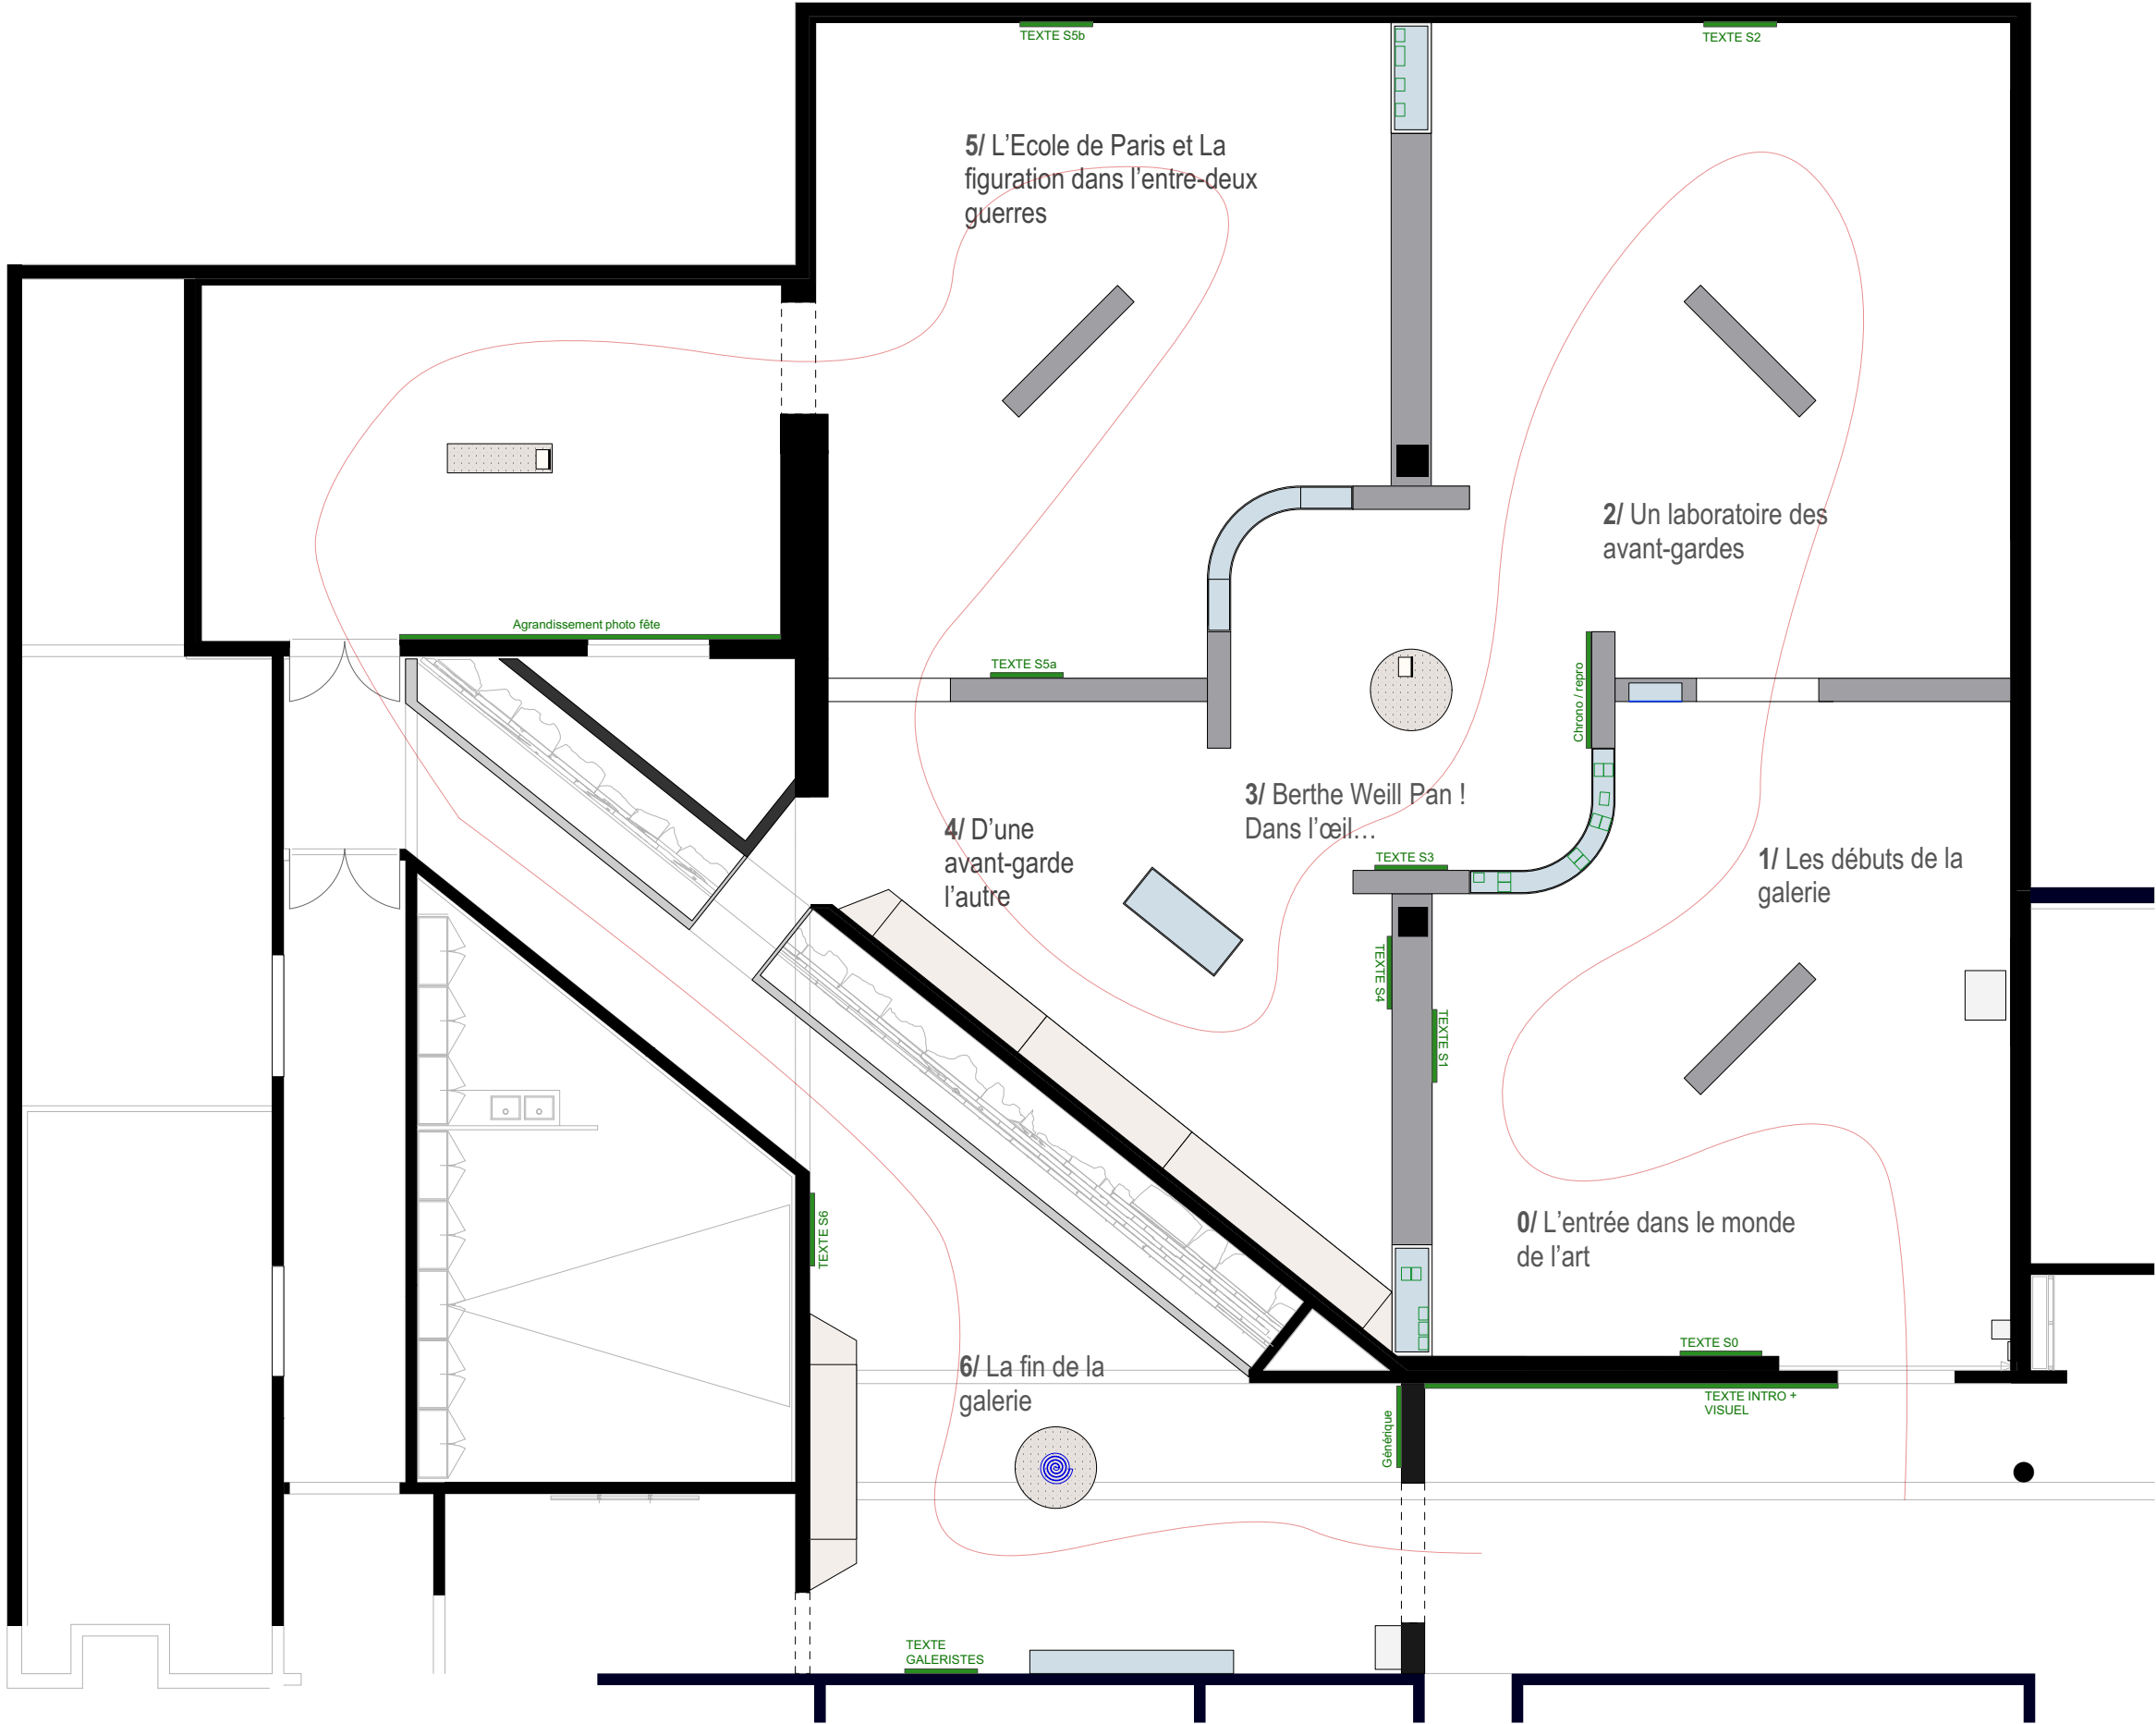 TEXTE S5b
TEXTE S2
5/ L'Ecole de Paris et La
figuration dans l'entre-deux
guerres
2/ Un laboratoire des
avant-gardes
Agrandissement photo fête
TEXTE S5a
Chrono / repro
3/ Berthe Weill Pan !
Dans l'œil…
4/ D'une
avant-garde
l'autre
TEXTE S3
1/ Les débuts de la
galerie
TEXTE S4
TEXTE S1
TEXTE S6
0/ L'entrée dans le monde
de l'art
TEXTE S0
6/ La fin de la
galerie
TEXTE INTRO +
VISUEL
Générique
TEXTE
GALERISTES